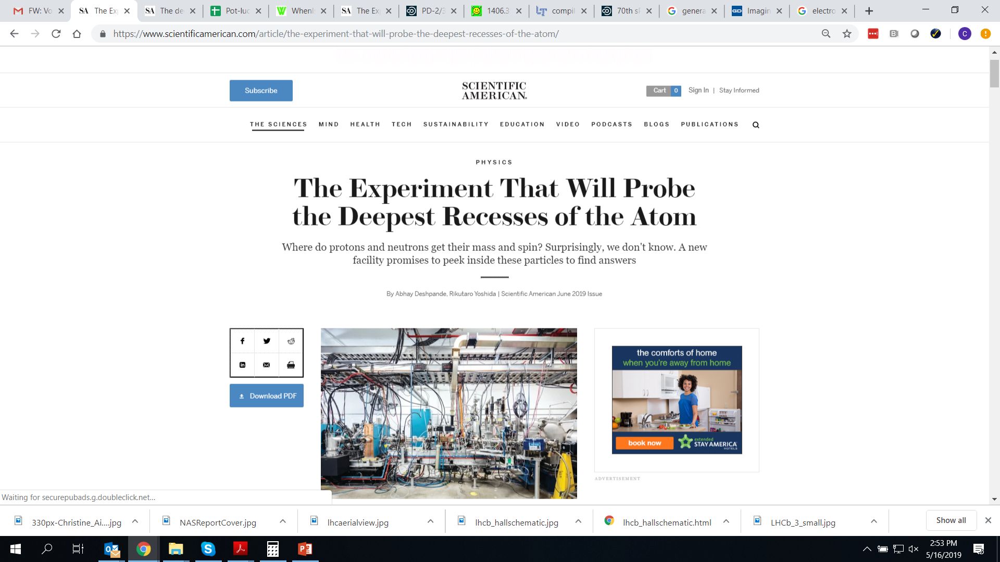 FW: Vo
SA The Ex
SA The de
Pot-luc
WhenIs
SA The Ex
PD-2/3
1406.3
LT compil
70th sP
G genera
GD Imagin
G electro
https://www.scientificamerican.com/article/the-experiment-that-will-probe-the-deepest-recesses-of-the-atom/
C
Subscribe
SCIENTIFIC
AMERICAN®
Cart 0 Sign In | Stay Informed
THE SCIENCES MIND HEALTH TECH SUSTAINABILITY EDUCATION VIDEO PODCASTS BLOGS PUBLICATIONS
PHYSICS
The Experiment That Will Probe
the Deepest Recesses of the Atom
Where do protons and neutrons get their mass and spin? Surprisingly, we don't know. A new
facility promises to peek inside these particles to find answers
By Abhay Deshpande, Rikutaro Yoshida | Scientific American June 2019 Issue
Download PDF
the comforts of home
when you're away from home
book now
extended
STAY AMERICA
HOTELS
ADVERTISEMENT
Waiting for securepubads.g.doubleclick.net...
330px-Christine_Ai....jpg
NASReportCover.jpg
lhcaerialview.jpg
lhcb_hallschematic.jpg
lhcb_hallschematic.html
LHCb_3_small.jpg
Show all
2:53 PM
5/16/2019